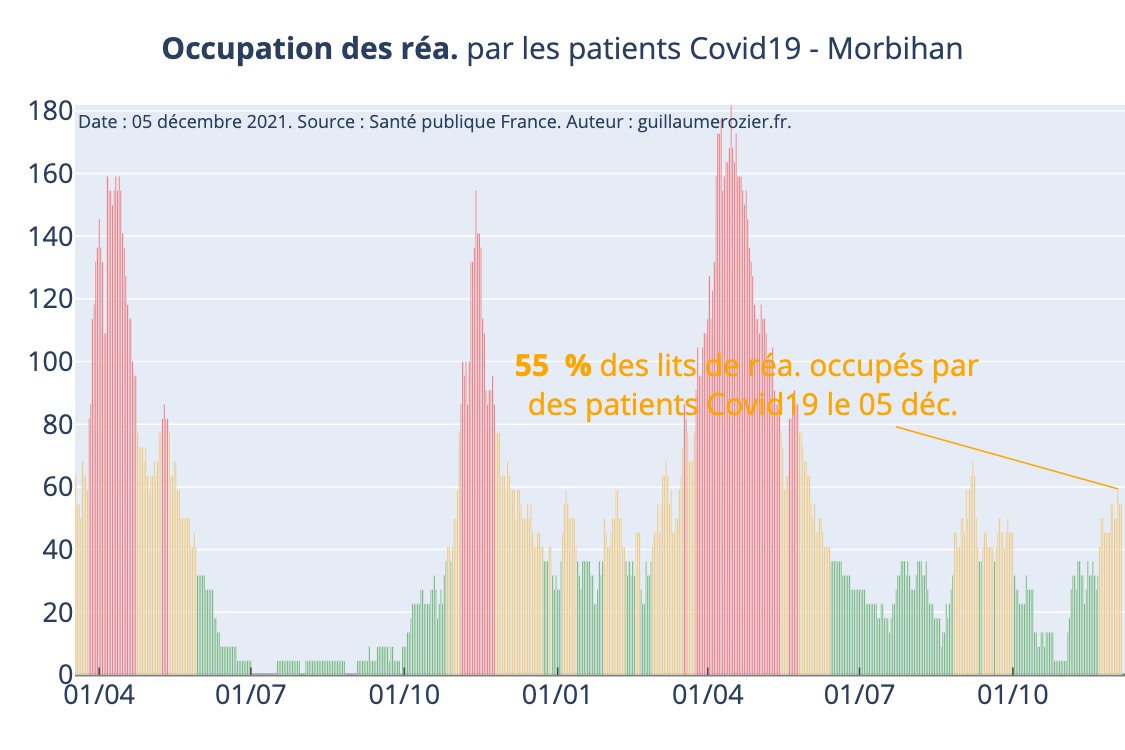 Occupation des réa. par les patients Covid19 - Morbihan
180
Date : 05 décembre 2021. Source : Santé publique France. Auteur : guillaumerozier.fr.
160
140
120
100
55 % des lits de réa. occupés par
des patients Covid19 le 05 déc.
80
60
40
20
0
01/04 01/07 01/10 01/01 01/04 01/07 01/10